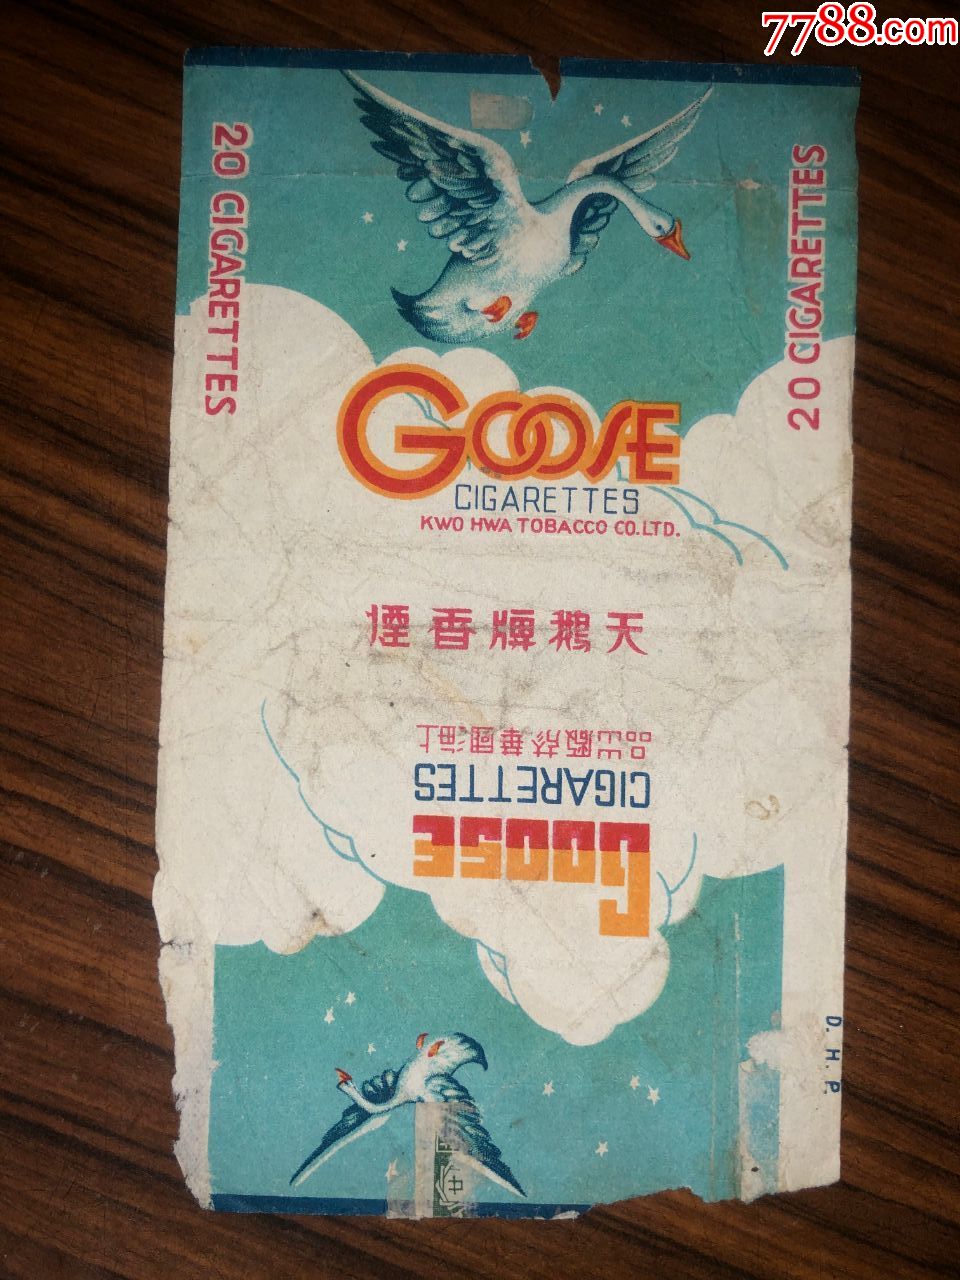 7788.com
20 CIGARETTES
20 CIGARETTES
GOOSE
CIGARETTES
KWO HWA TOBACCO CO.LTD.
天鵝牌香煙
上海國華菸廠出品
CIGARETTES
GOOSE
D. H. P.